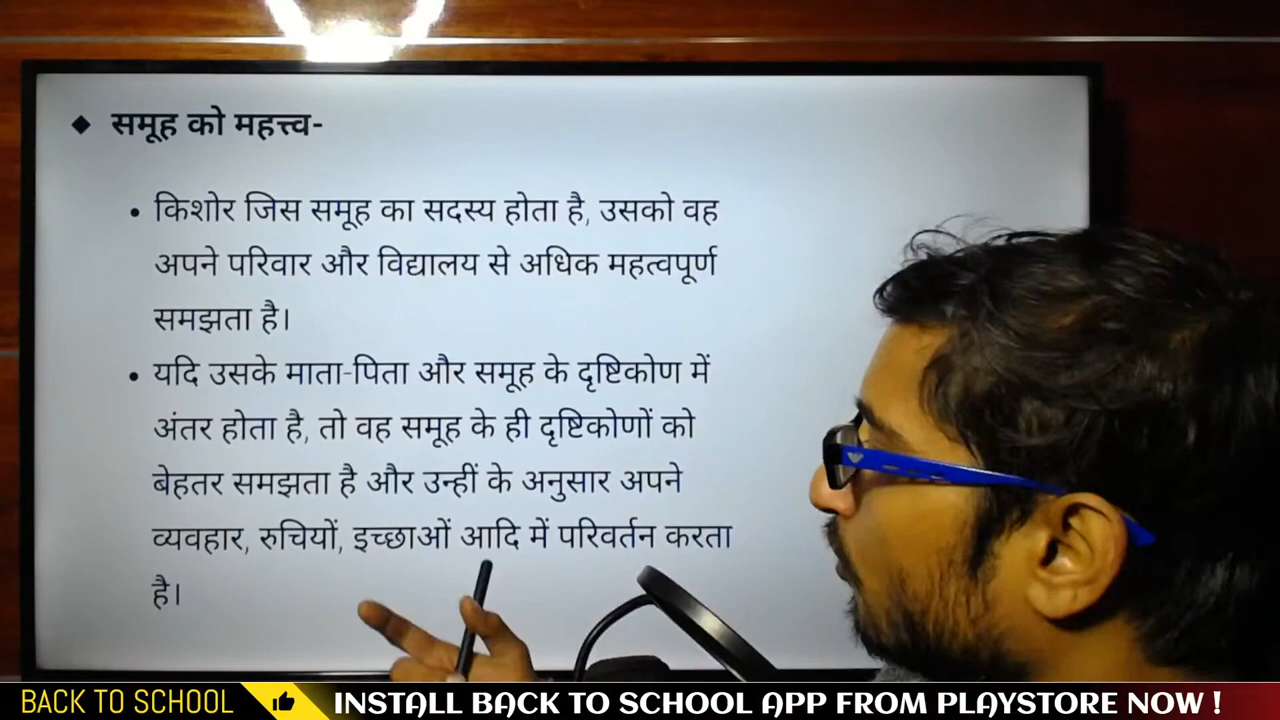 ◆ समूह को महत्त्व-
• किशोर जिस समूह का सदस्य होता है, उसको वह
अपने परिवार और विद्यालय से अधिक महत्वपूर्ण
समझता है।
• यदि उसके माता-पिता और समूह के दृष्टिकोण में
अंतर होता है, तो वह समूह के ही दृष्टिकोणों को
बेहतर समझता है और उन्हीं के अनुसार अपने
व्यवहार, रुचियों, इच्छाओं आदि में परिवर्तन करता
है।
BACK TO SCHOOL INSTALL BACK TO SCHOOL APP FROM PLAYSTORE NOW !